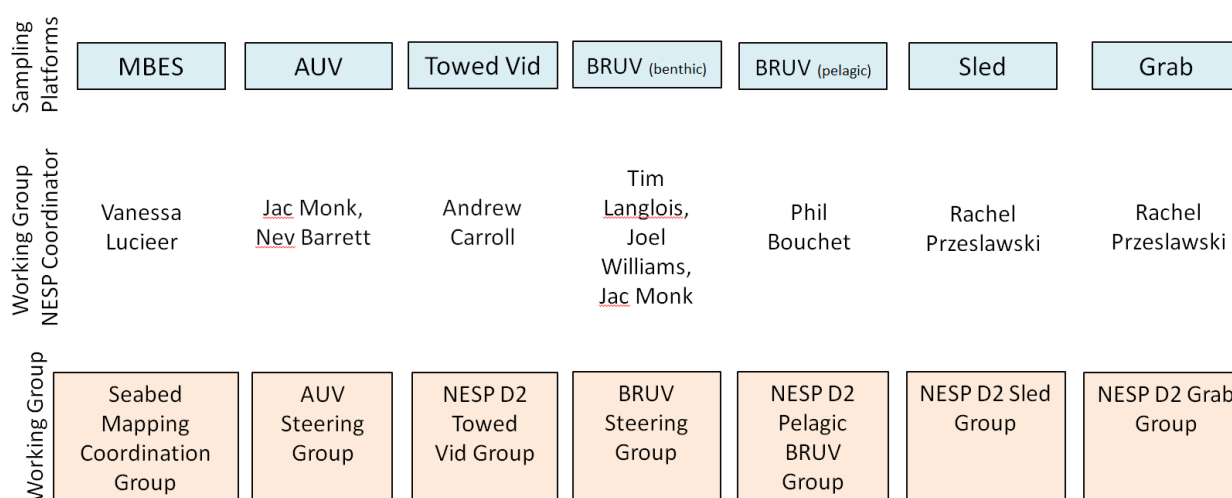 Sampling
Platforms
MBES
AUV
Towed Vid
BRUV (benthic)
BRUV (pelagic)
Sled
Grab
Working Group
NESP Coordinator
Vanessa
Lucieer
Jac Monk,
Nev Barrett
Andrew
Carroll
Tim
Langlois,
Joel
Williams,
Jac Monk
Phil
Bouchet
Rachel
Przeslawski
Rachel
Przeslawski
Working Group
Seabed
Mapping
Coordination
Group
AUV
Steering
Group
NESP D2
Towed
Vid Group
BRUV
Steering
Group
NESP D2
Pelagic
BRUV
Group
NESP D2 Sled
Group
NESP D2 Grab
Group